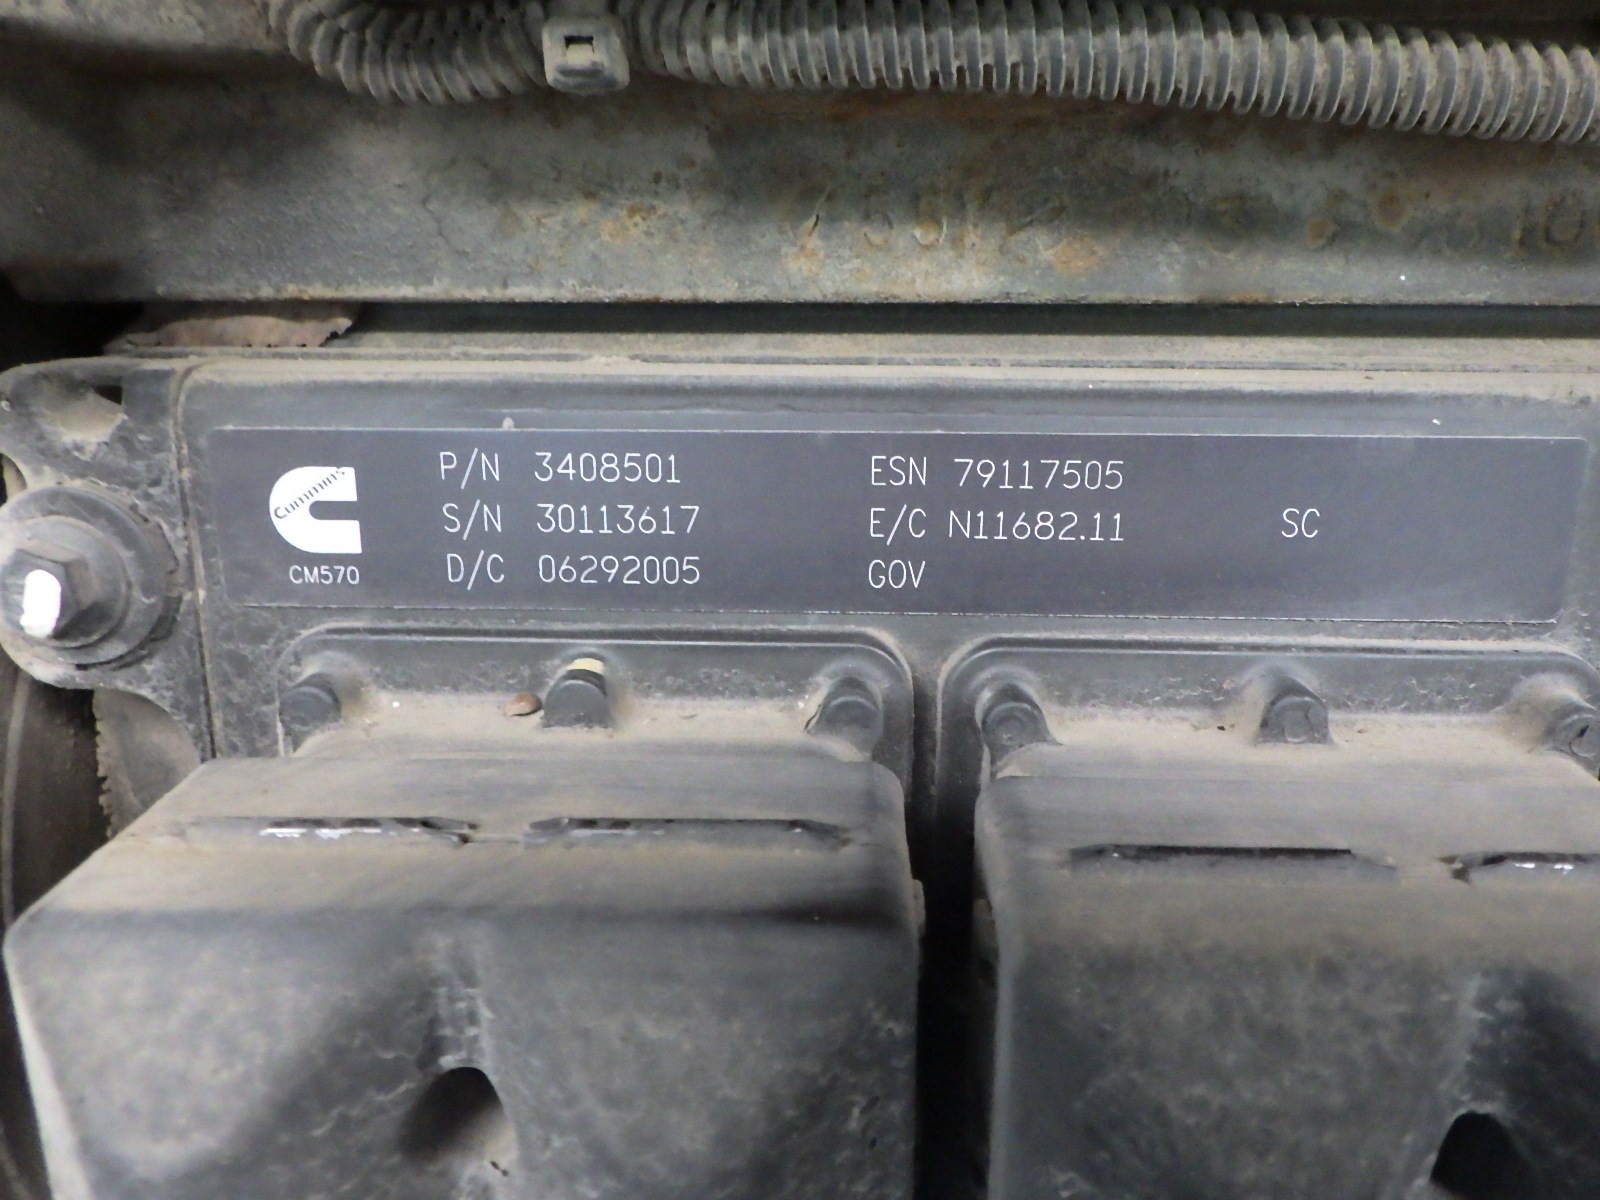 Cummins
CM570
P/N 3408501
S/N 30113617
D/C 06292005
ESN 79117505
E/C N11682.11 SC
GOV